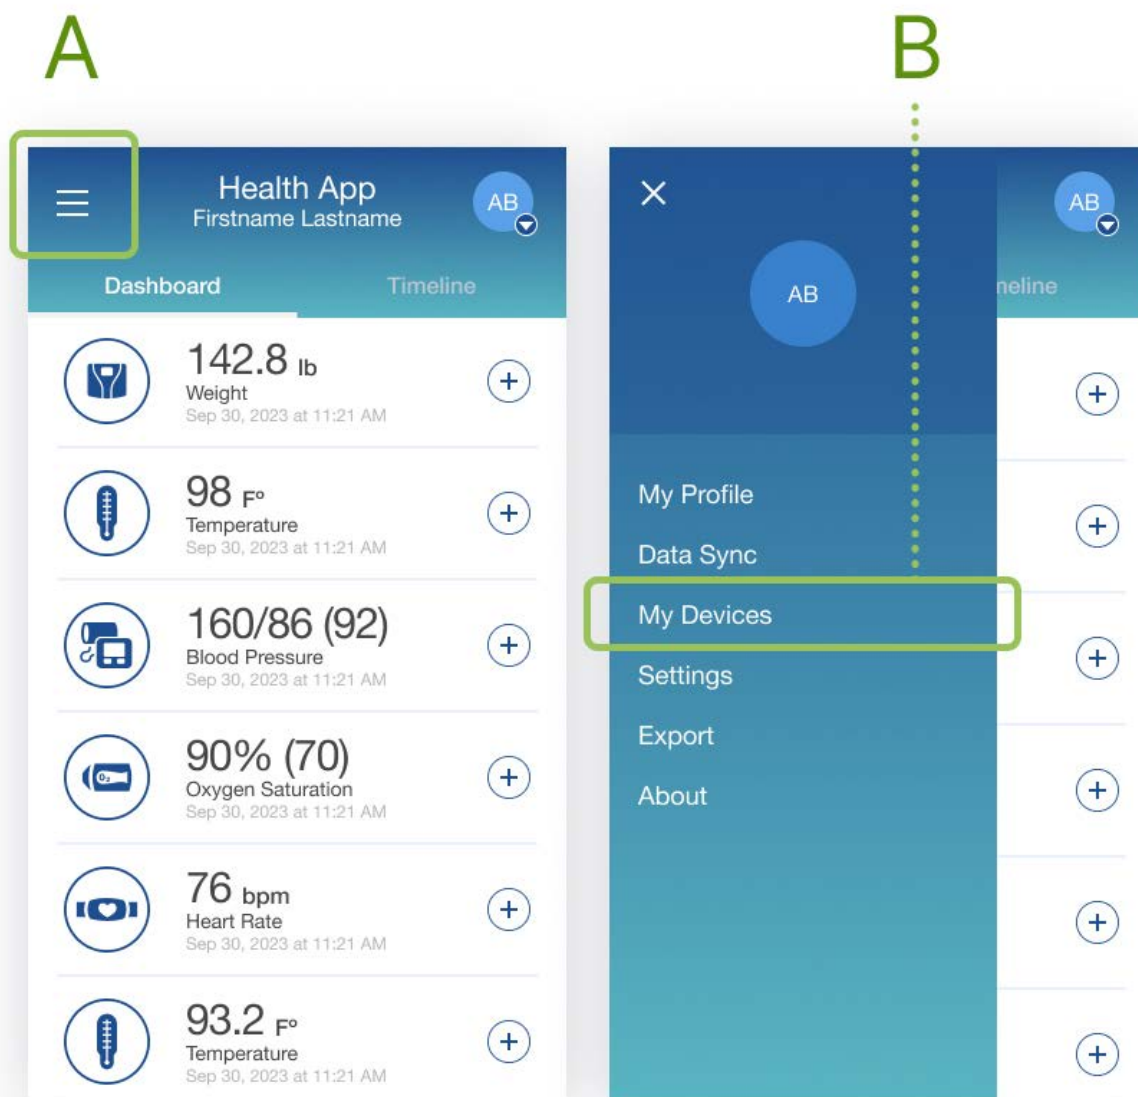 A
B
Health App
Firstname Lastname
AB
Dashboard
Timeline
142.8 lb
Weight
Sep 30, 2023 at 11:21 AM
98 Fº
Temperature
Sep 30, 2023 at 11:21 AM
160/86 (92)
Blood Pressure
Sep 30, 2023 at 11:21 AM
90% (70)
O₂
Oxygen Saturation
Sep 30, 2023 at 11:21 AM
76 bpm
Heart Rate
Sep 30, 2023 at 11:21 AM
93.2 Fº
Temperature
Sep 30, 2023 at 11:21 AM
AB
AB
neline
My Profile
Data Sync
My Devices
Settings
Export
About